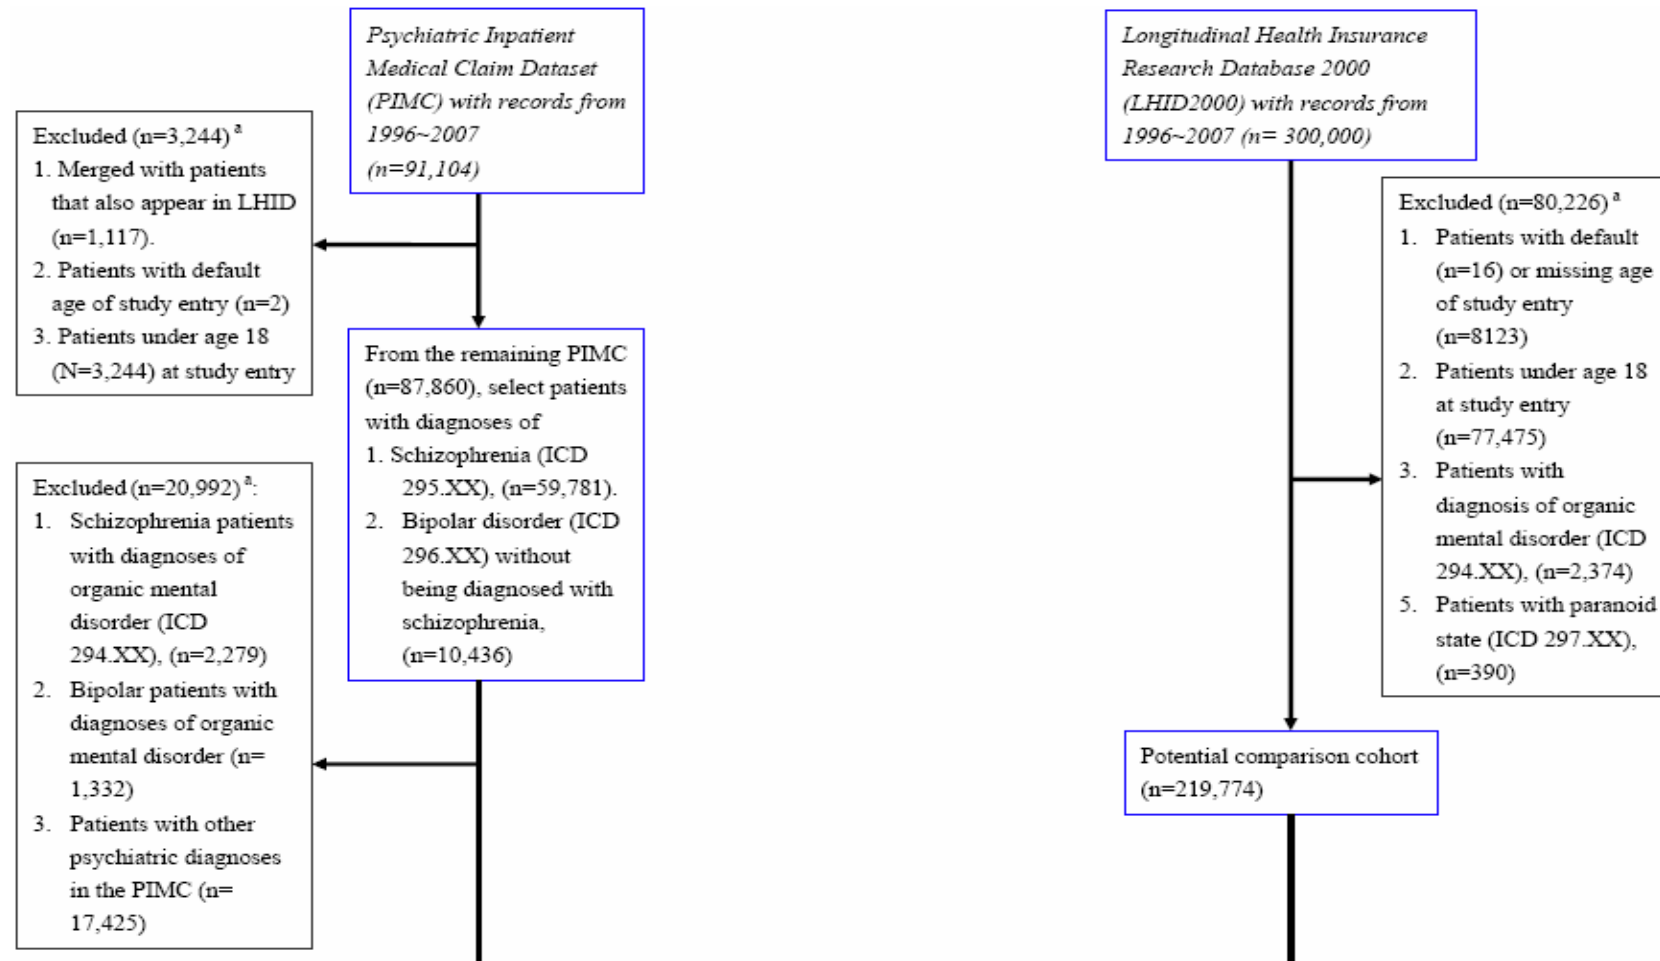 Psychiatric Inpatient
Medical Claim Dataset
(PIMC) with records from
1996~2007
(n=91,104)
Excluded (n=3,244) a
1. Merged with patients
that also appear in LHID
(n=1,117).
2. Patients with default
age of study entry (n=2)
3. Patients under age 18
(N=3,244) at study entry
From the remaining PIMC
(n=87,860), select patients
with diagnoses of
1. Schizophrenia (ICD
295.XX), (n=59,781).
2. Bipolar disorder (ICD
296.XX) without
being diagnosed with
schizophrenia,
(n=10,436)
Excluded (n=20,992) a:
1. Schizophrenia patients
with diagnoses of
organic mental
disorder (ICD
294.XX), (n=2,279)
2. Bipolar patients with
diagnoses of organic
mental disorder (n=
1,332)
3. Patients with other
psychiatric diagnoses
in the PIMC (n=
17,425)
Longitudinal Health Insurance
Research Database 2000
(LHID2000) with records from
1996~2007 (n= 300,000)
Excluded (n=80,226) a
1. Patients with default
(n=16) or missing age
of study entry
(n=8123)
2. Patients under age 18
at study entry
(n=77,475)
3. Patients with
diagnosis of organic
mental disorder (ICD
294.XX), (n=2,374)
5. Patients with paranoid
state (ICD 297.XX),
(n=390)
Potential comparison cohort
(n=219,774)